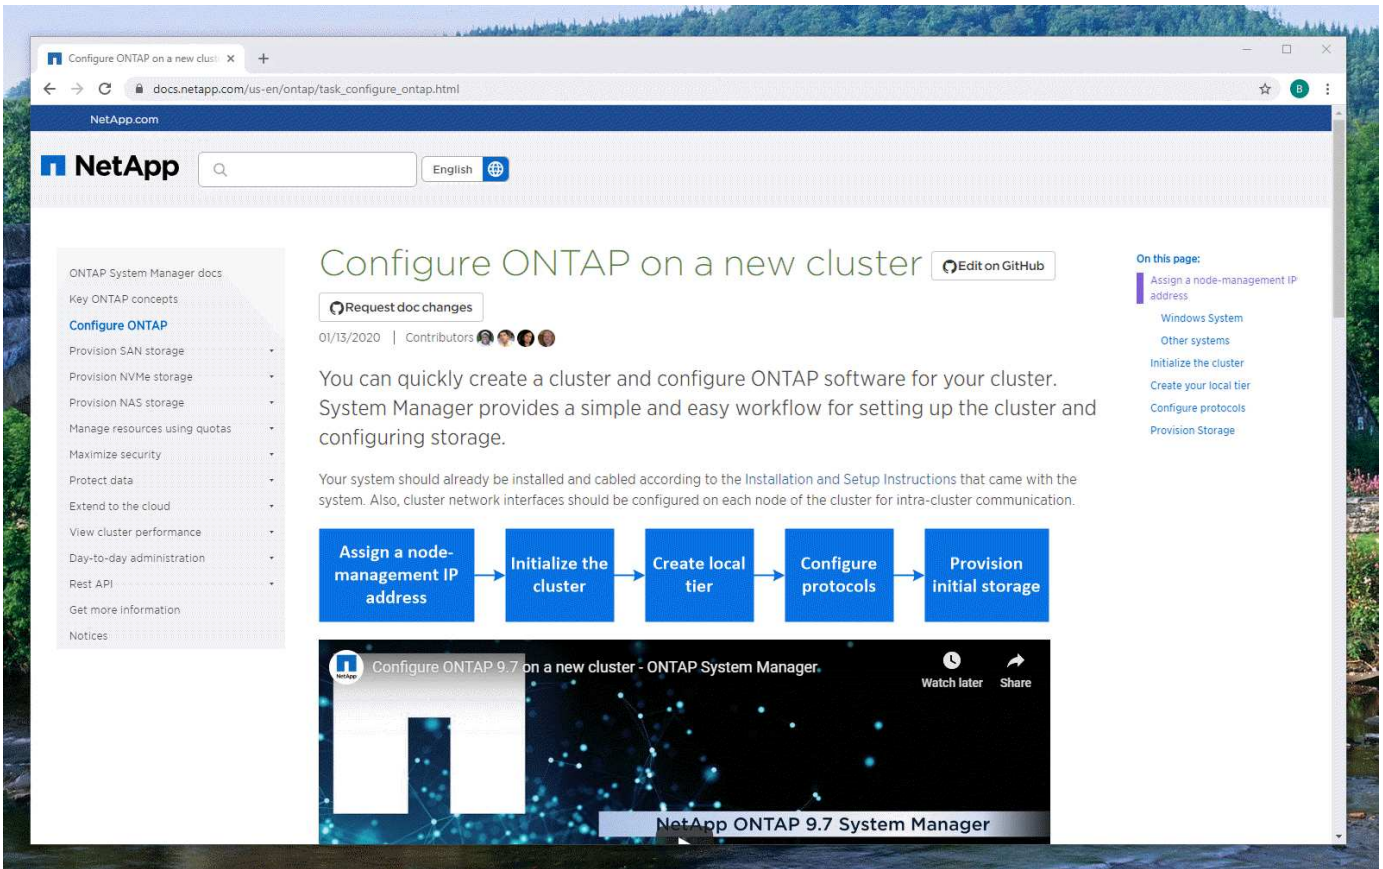 Configure ONTAP on a new clust
docs.netapp.com/us-en/ontap/task_configure_ontap.html
B
NetApp.com
NetApp
English
ONTAP System Manager docs
Key ONTAP concepts
Configure ONTAP
Provision SAN storage
Provision NVMe storage
Provision NAS storage
Manage resources using quotas
Maximize security
Protect data
Extend to the cloud
View cluster performance
Day-to-day administration
Rest API
Get more information
Notices
Configure ONTAP on a new cluster
Edit on GitHub
Request doc changes
01/13/2020 | Contributors
You can quickly create a cluster and configure ONTAP software for your cluster.
System Manager provides a simple and easy workflow for setting up the cluster and
configuring storage.
Your system should already be installed and cabled according to the Installation and Setup Instructions that came with the
system. Also, cluster network interfaces should be configured on each node of the cluster for intra-cluster communication.
Assign a node-
management IP
address
Initialize the
cluster
Create local
tier
Configure
protocols
Provision
initial storage
NetApp
Configure ONTAP 9.7 on a new cluster - ONTAP System Manager
Watch later
Share
NetApp ONTAP 9.7 System Manager
On this page:
Assign a node-management IP
address
Windows System
Other systems
Initialize the cluster
Create your local tier
Configure protocols
Provision Storage